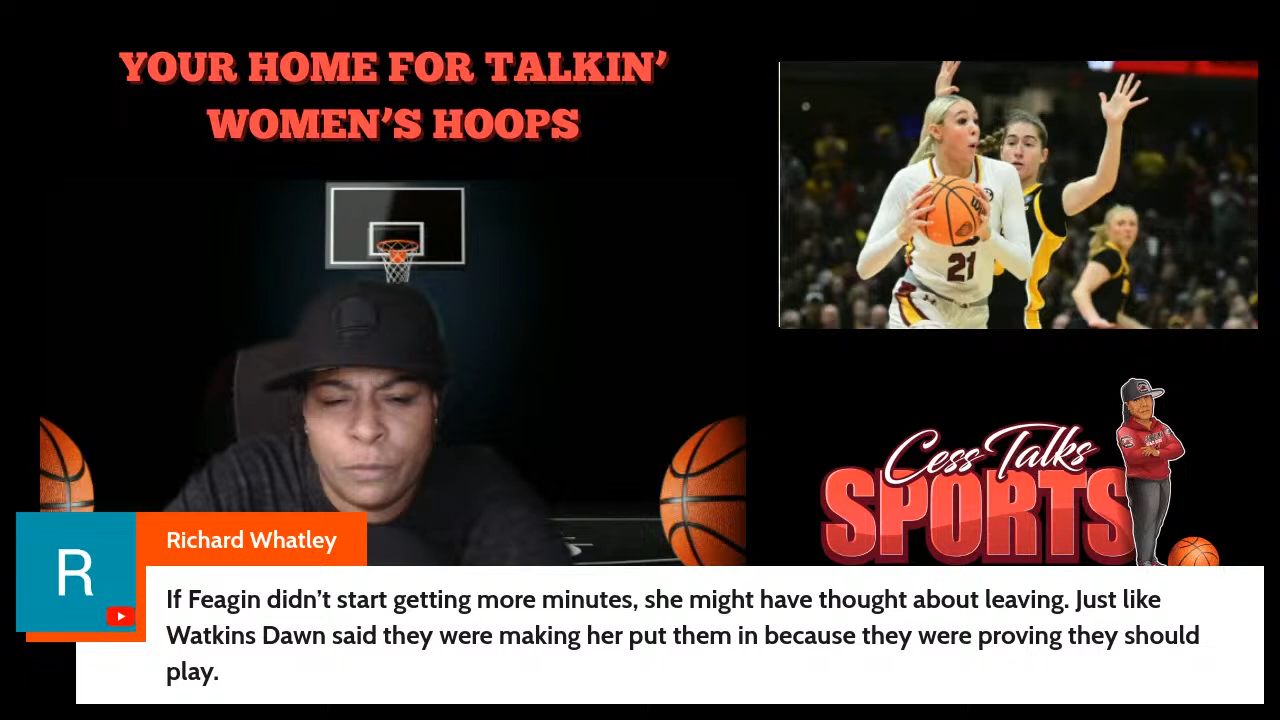 YOUR HOME FOR TALKIN’
WOMEN’S HOOPS
21
Cess Talks
SPORTS
R
Richard Whatley
If Feagin didn’t start getting more minutes, she might have thought about leaving. Just like
Watkins Dawn said they were making her put them in because they were proving they should
play.